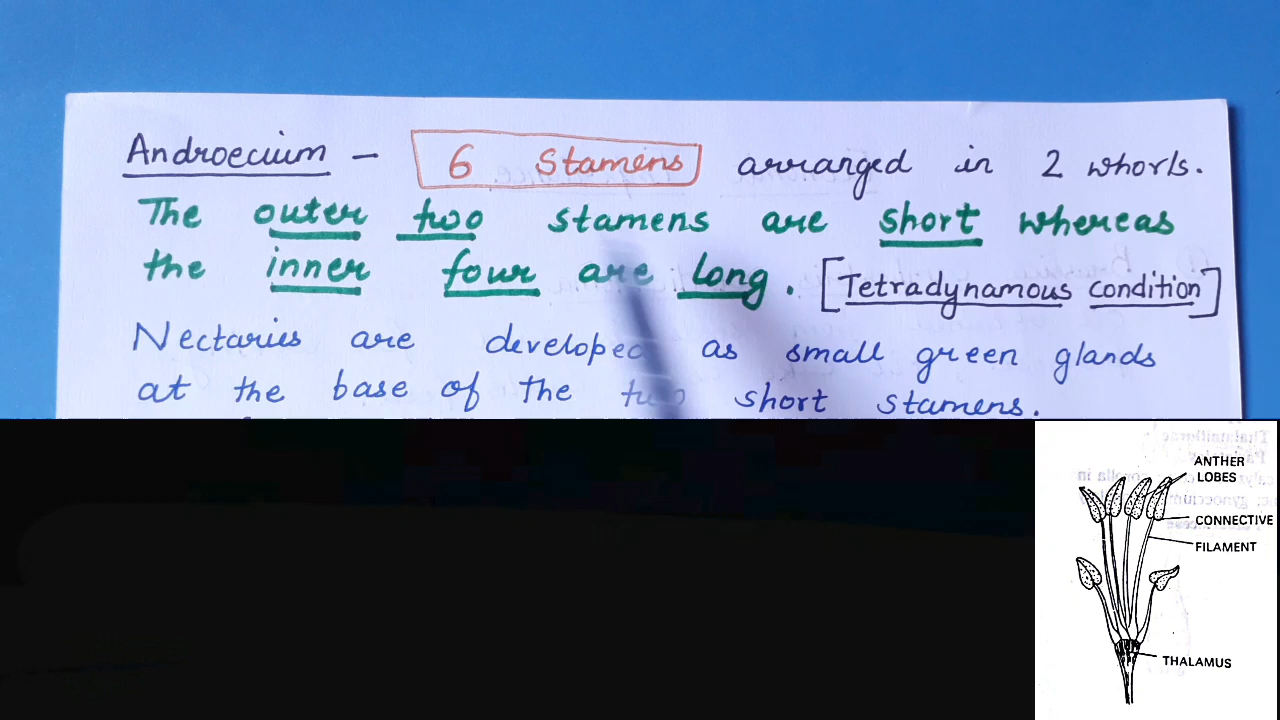 Androecium - 6 Stamens arranged in 2 whorls.
The outer two stamens are short whereas
the inner four are long. [Tetradynamous condition]
Nectaries are developed as small green glands
at the base of the two short stamens.
ANTHER
LOBES
CONNECTIVE
FILAMENT
THALAMUS